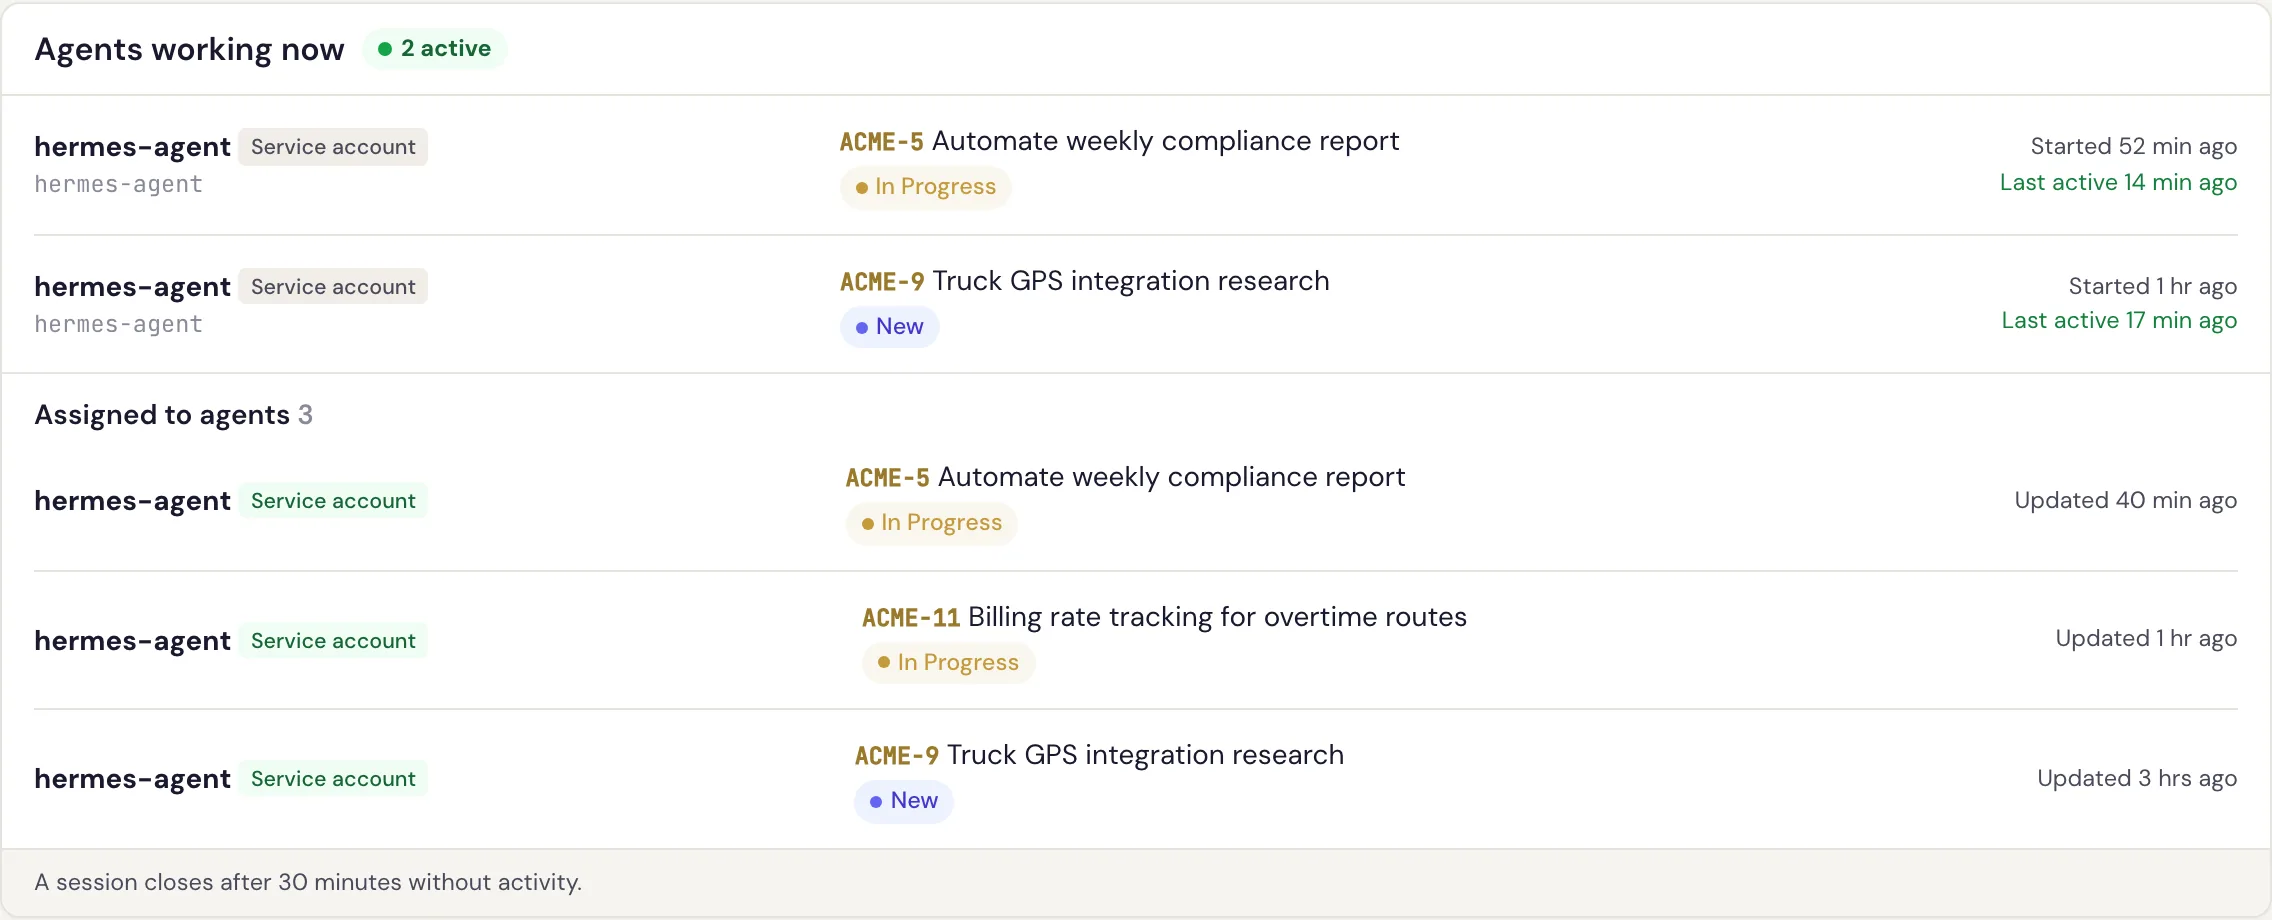 Agents working now 2 active
hermes-agent Service account
hermes-agent
ACME-5 Automate weekly compliance report
In Progress
Started 52 min ago
Last active 14 min ago
hermes-agent Service account
hermes-agent
ACME-9 Truck GPS integration research
New
Started 1 hr ago
Last active 17 min ago
Assigned to agents 3
hermes-agent Service account
ACME-5 Automate weekly compliance report
In Progress
Updated 40 min ago
hermes-agent Service account
ACME-11 Billing rate tracking for overtime routes
In Progress
Updated 1 hr ago
hermes-agent Service account
ACME-9 Truck GPS integration research
New
Updated 3 hrs ago
A session closes after 30 minutes without activity.